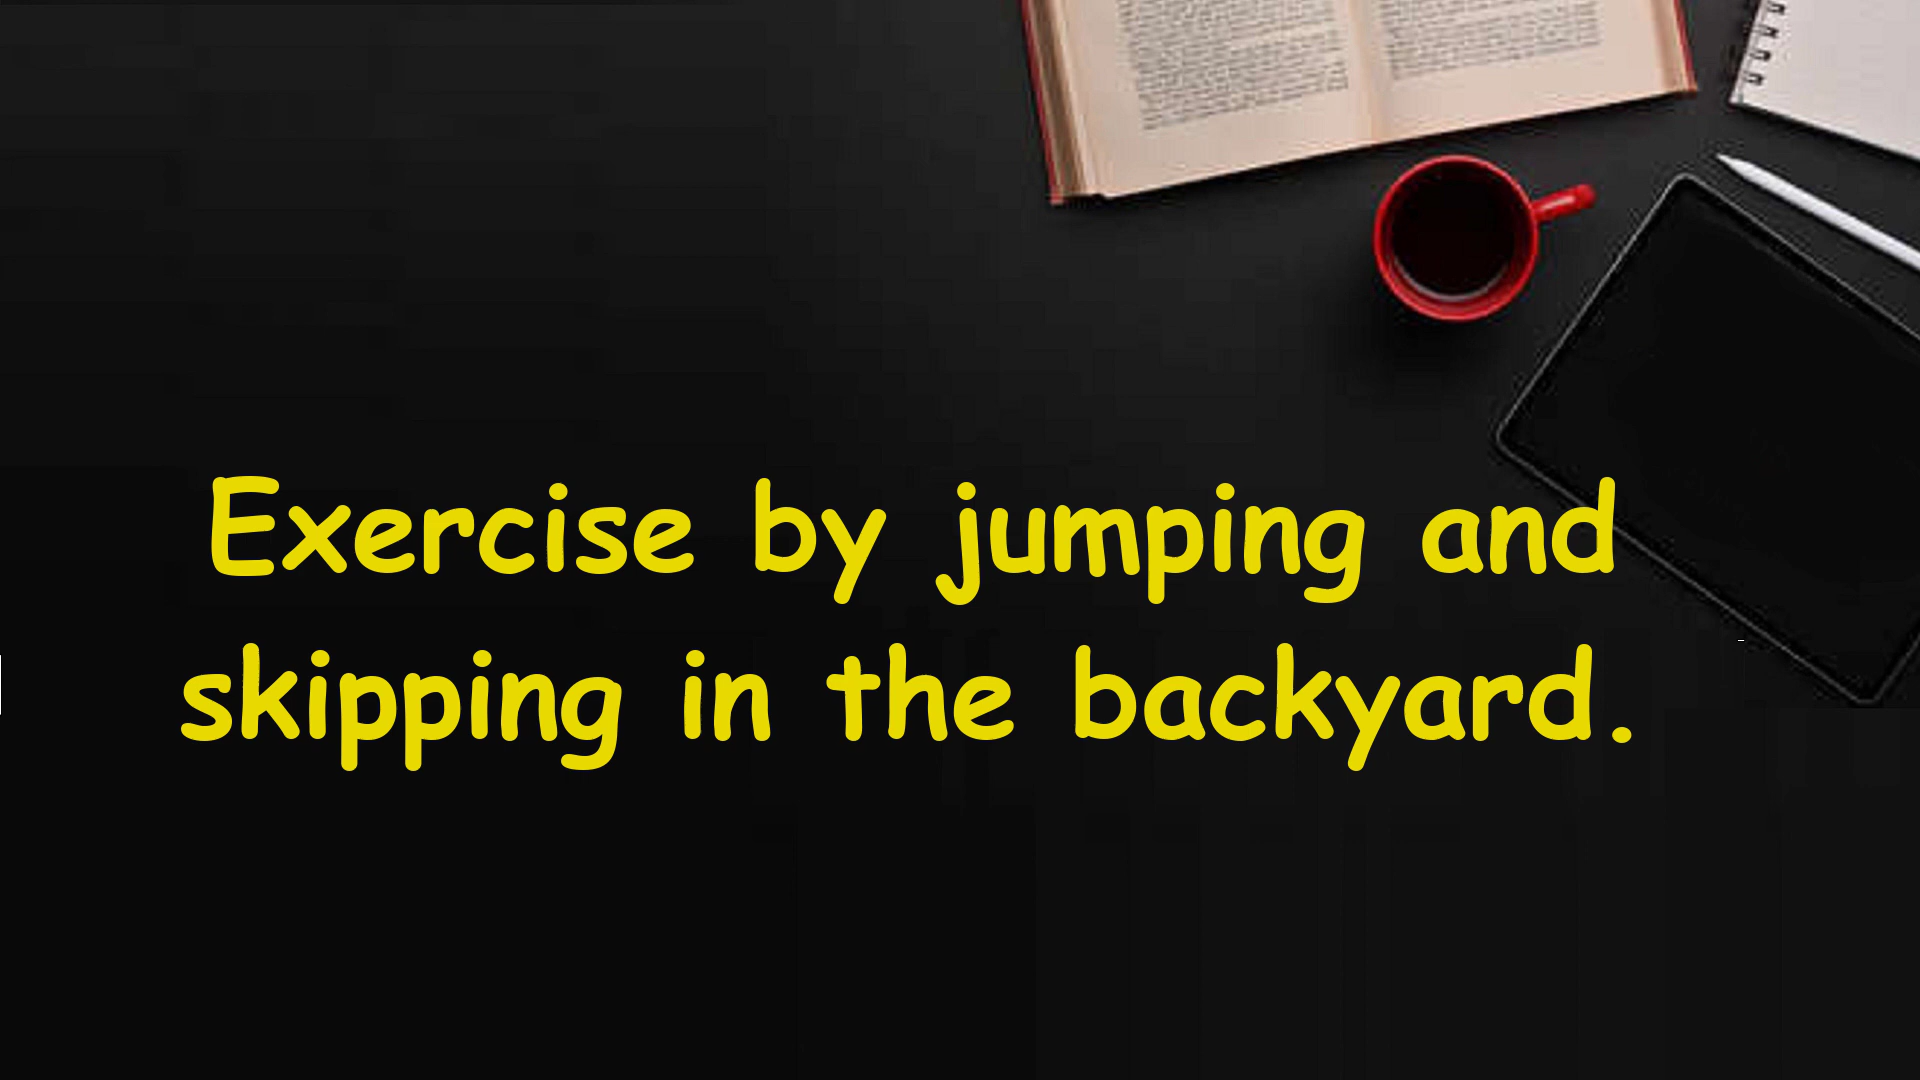 Exercise by jumping and
skipping in the backyard.